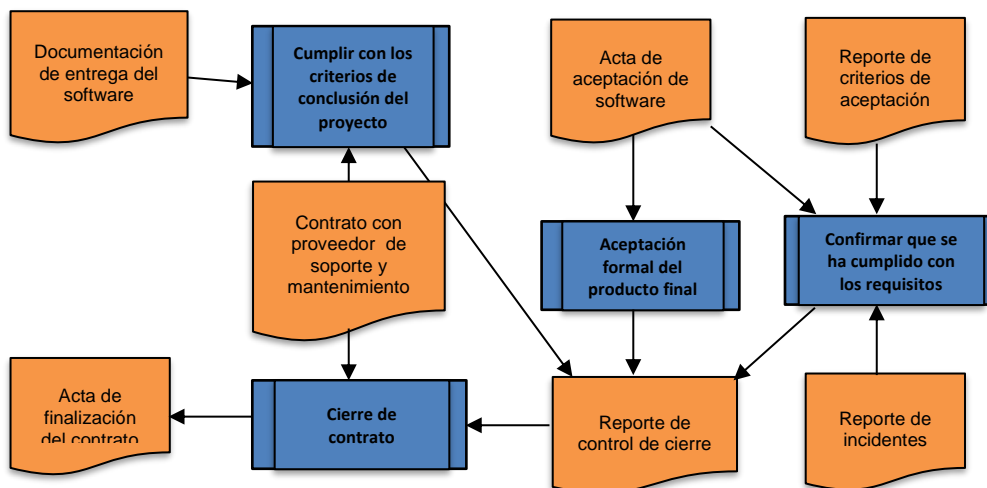 Documentación
de entrega del
software
Cumplir con los
criterios de
conclusión del
proyecto
Acta de
aceptación de
software
Reporte de
criterios de
aceptación
Contrato con
proveedor de
soporte y
mantenimiento
Aceptación
formal del
producto final
Confirmar que se
ha cumplido con
los requisitos
Acta de
finalización
del contrato
Cierre de
contrato
Reporte de
control de cierre
Reporte de
incidentes